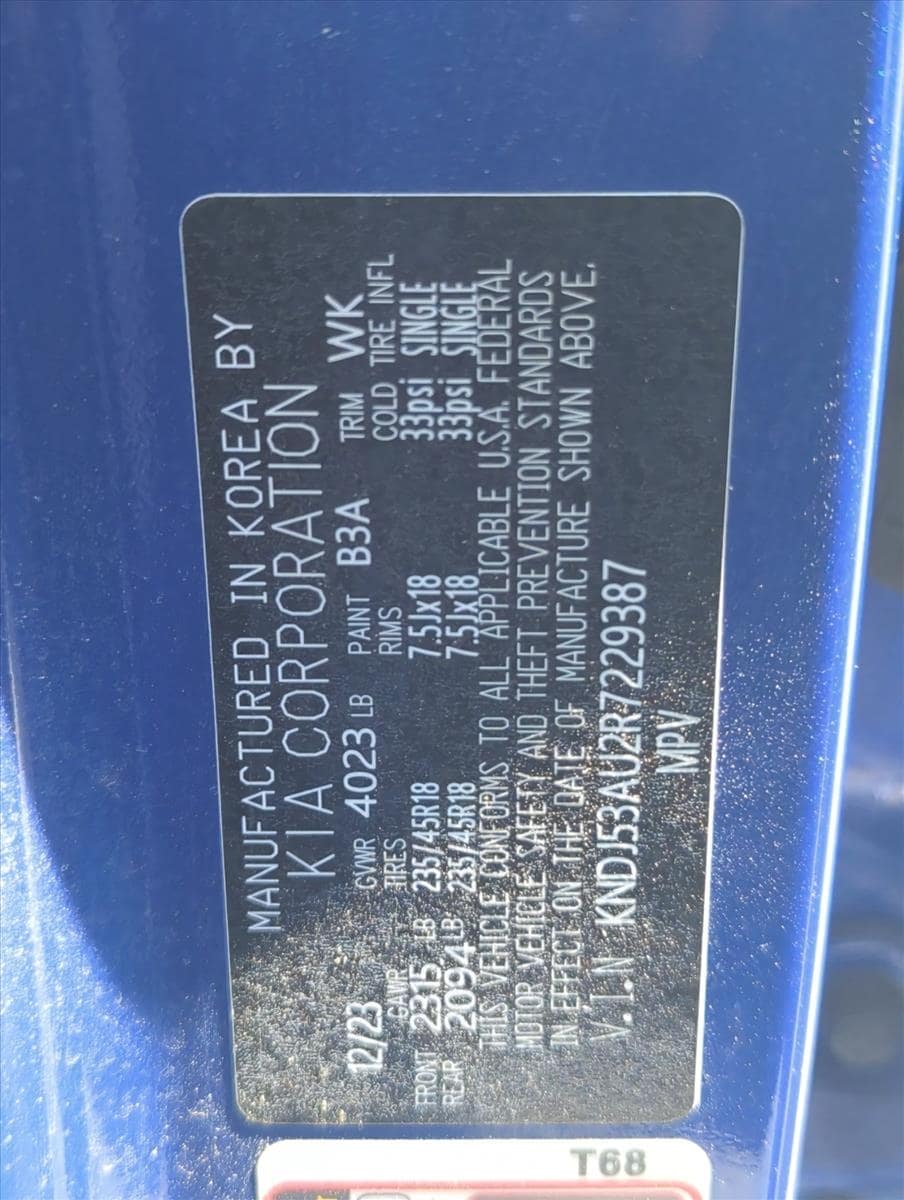 MANUFACTURED IN KOREA BY
KIA CORPORATION
12/23 GVWR 4023 LB PAINT B3A TRIM WK
GAWR TIRES RIMS COLD TIRE INFL
FRONT 2315 LB 235/45R18 7.5Jx18 33psi SINGLE
REAR 2094 LB 235/45R18 7.5Jx18 33psi SINGLE
THIS VEHICLE CONFORMS TO ALL APPLICABLE U.S.A. FEDERAL
MOTOR VEHICLE SAFETY AND THEFT PREVENTION STANDARDS
IN EFFECT ON THE DATE OF MANUFACTURE SHOWN ABOVE.
V.I.N KNDJ53AU2R7229387
MPV
T68